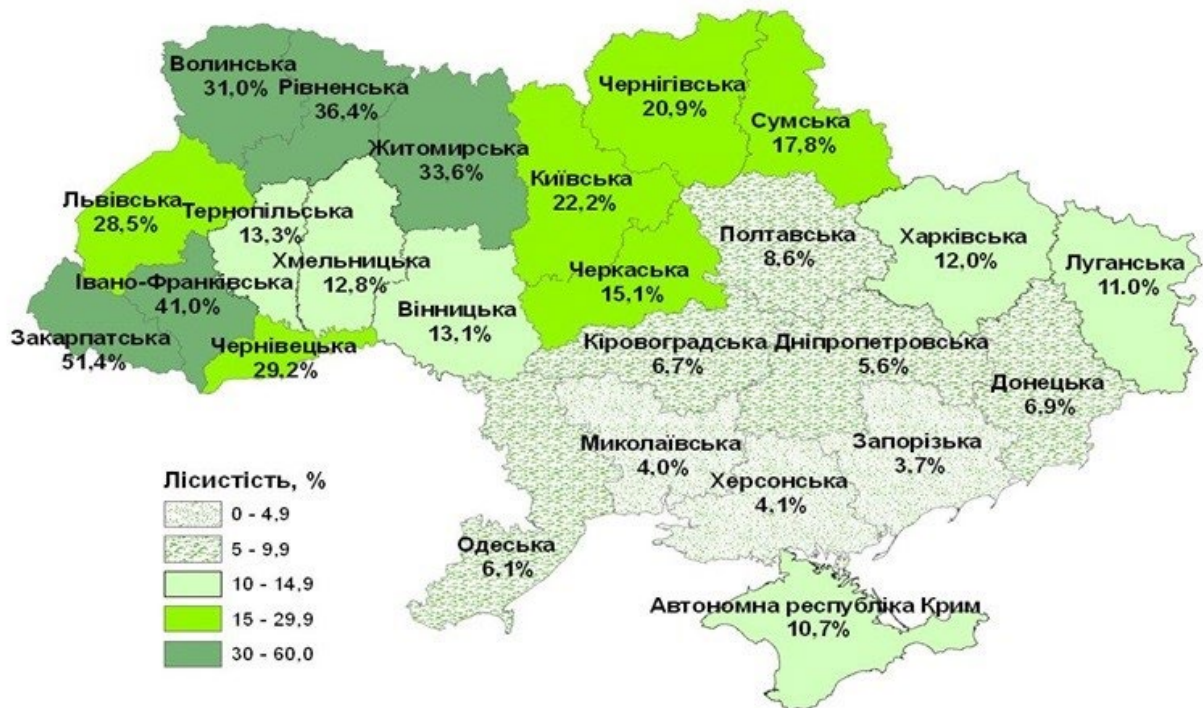 Волинська
31,0%
Рівненська
36,4%
Житомирська
33,6%
Чернігівська
20,9%
Сумська
17,8%
Київська
22,2%
Львівська
28,5%
Тернопільська
13,3%
Хмельницька
12,8%
Івано-Франківська
41,0%
Закарпатська
51,4%
Чернівецька
29,2%
Вінницька
13,1%
Черкаська
15,1%
Полтавська
8.6%
Харківська
12,0%
Луганська
11.0%
Кіровоградська
6,7%
Дніпропетровська
5.6%
Донецька
6,9%
Миколаївська
4.0%
Херсонська
4,1%
Запорізька
3.7%
Одеська
6,1%
Автономна республіка Крим
10,7%
Лісистість, %
0 - 4,9
5 - 9,9
10 - 14,9
15 - 29,9
30 - 60,0